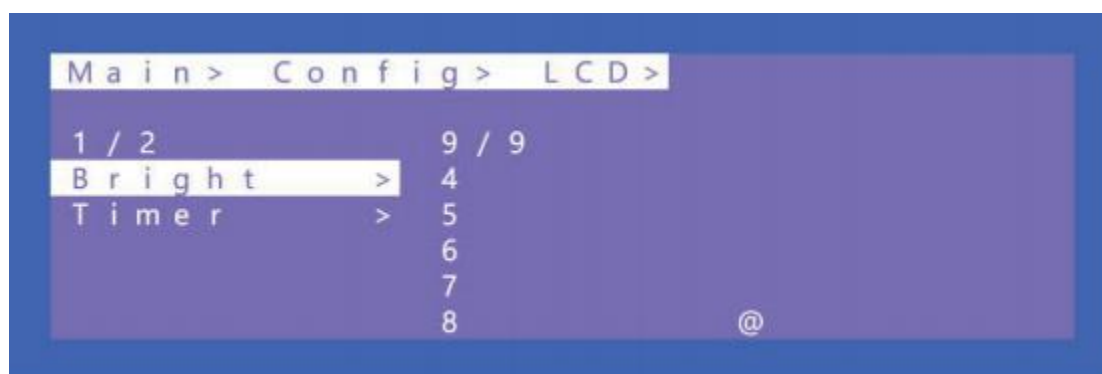 Main> Config> LCD>
1/2 9/9
Bright > 4
Timer > 5
6
7
8 @